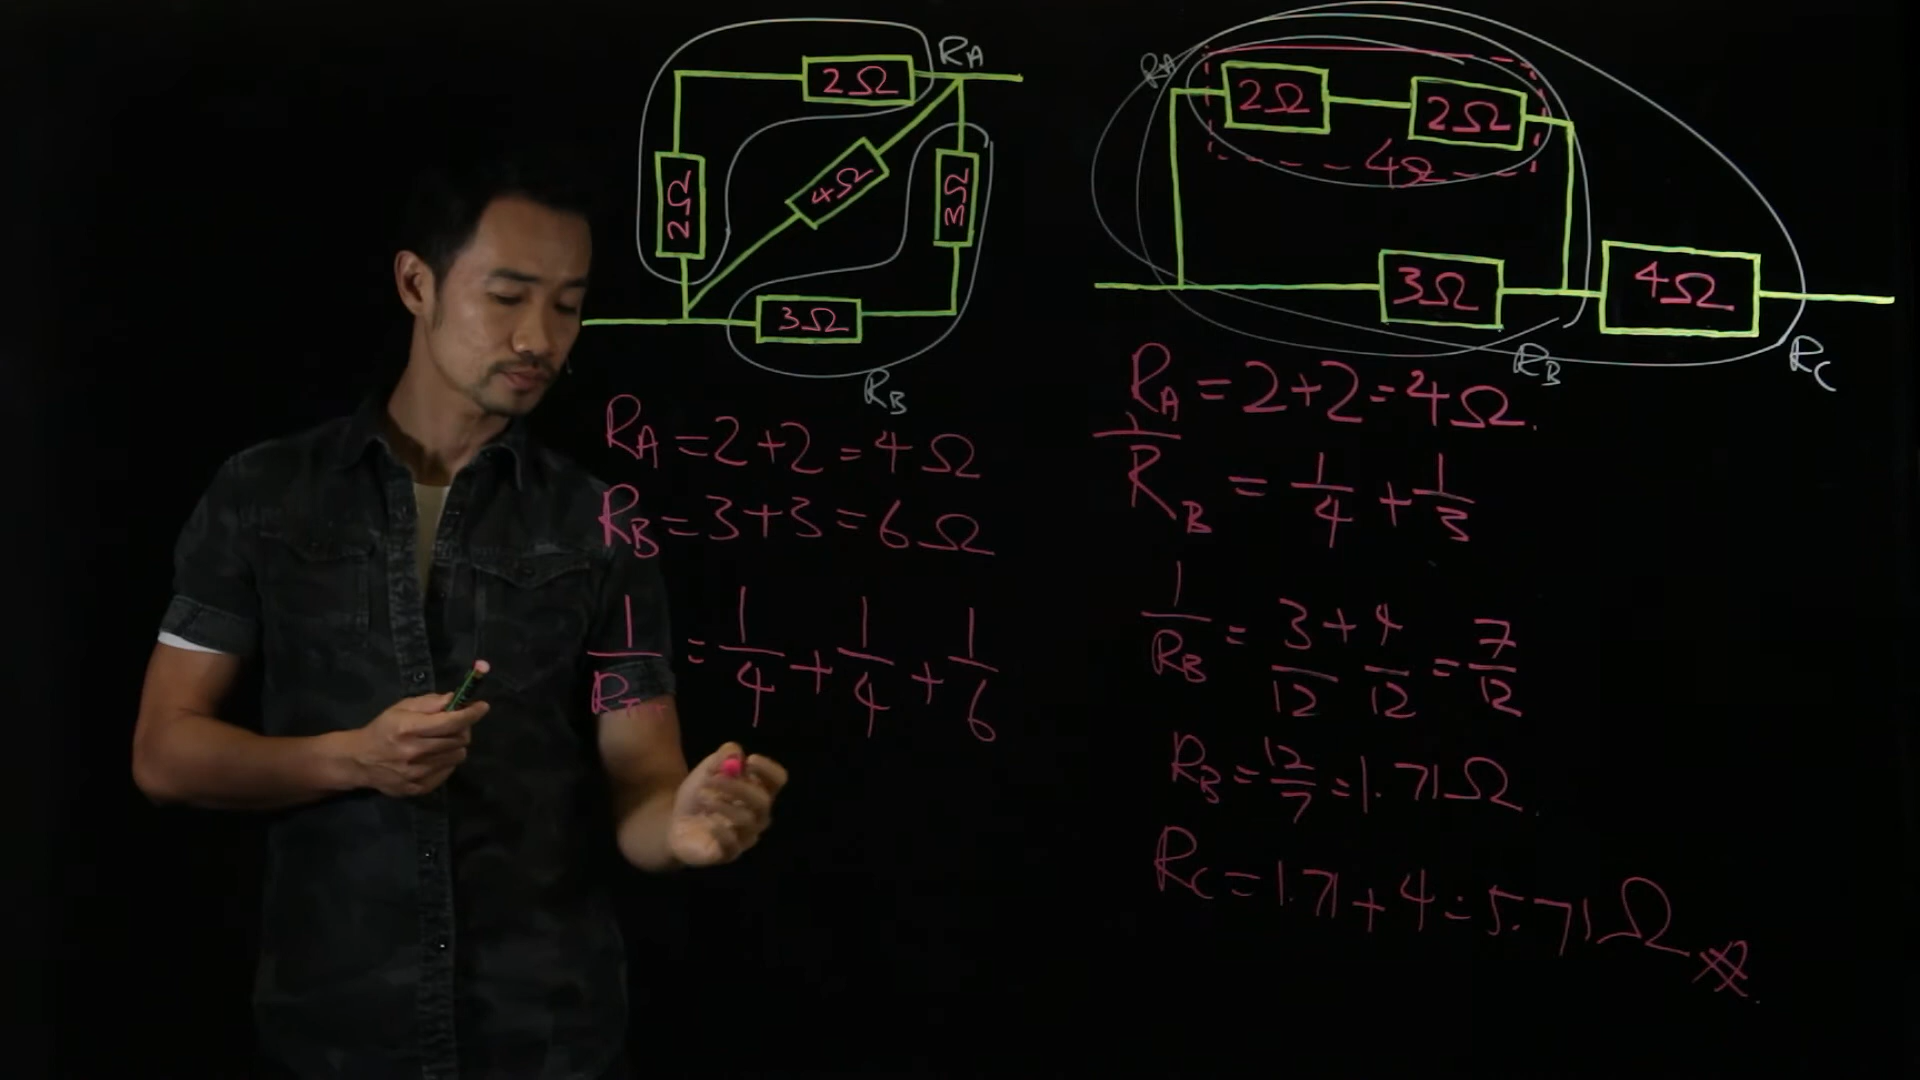 RA
2Ω
2Ω
4Ω
3Ω
3Ω
RB
RA = 2 + 2 = 4Ω
RB = 3 + 3 = 6Ω
1/RTot = 1/4 + 1/4 + 1/6
RA
2Ω
2Ω
4Ω
3Ω
4Ω
RB
RC
RA = 2 + 2 = 4Ω.
1/RB = 1/4 + 1/3
1/RB = 3/12 + 4/12 = 7/12
RB = 12/7 = 1.71Ω.
RC = 1.71 + 4 = 5.71Ω